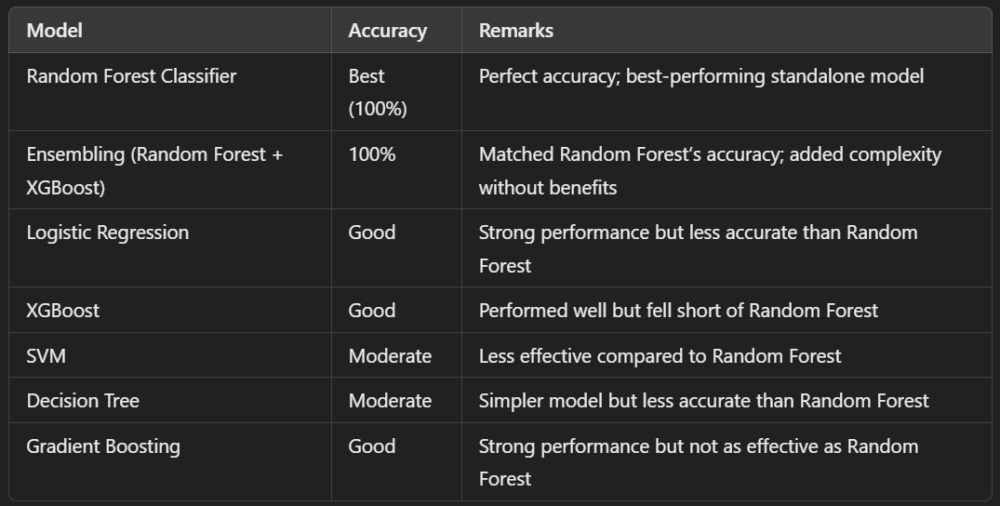 Model Accuracy Remarks
Random Forest Classifier Best Perfect accuracy; best-performing standalone model
(100%)
Ensembling (Random Forest + 100% Matched Random Forest’s accuracy; added complexity
XGBoost) without benefits
Logistic Regression Good Strong performance but less accurate than Random
Forest
XGBoost Good Performed well but fell short of Random Forest
SVM Moderate Less effective compared to Random Forest
Decision Tree Moderate Simpler model but less accurate than Random Forest
Gradient Boosting Good Strong performance but not as effective as Random
Forest